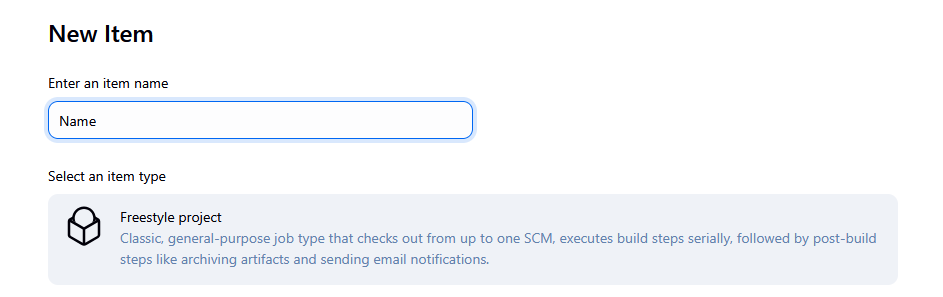 New Item
Enter an item name
Name
Select an item type
Freestyle project
Classic, general-purpose job type that checks out from up to one SCM, executes build steps serially, followed by post-build
steps like archiving artifacts and sending email notifications.